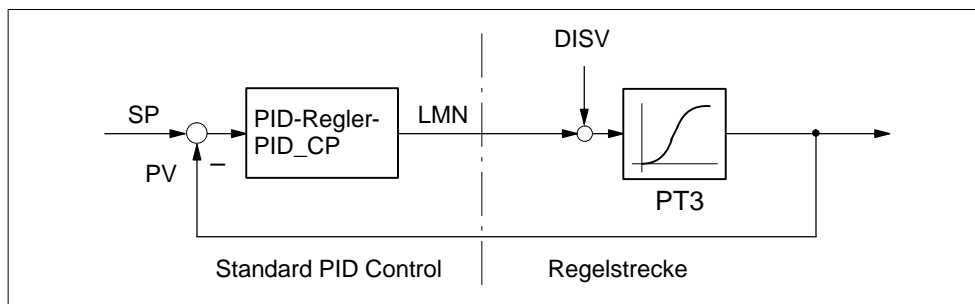 DISV
SP
PID-Regler-
PID_CP
LMN
PV
–
PT3
Standard PID Control
Regelstrecke